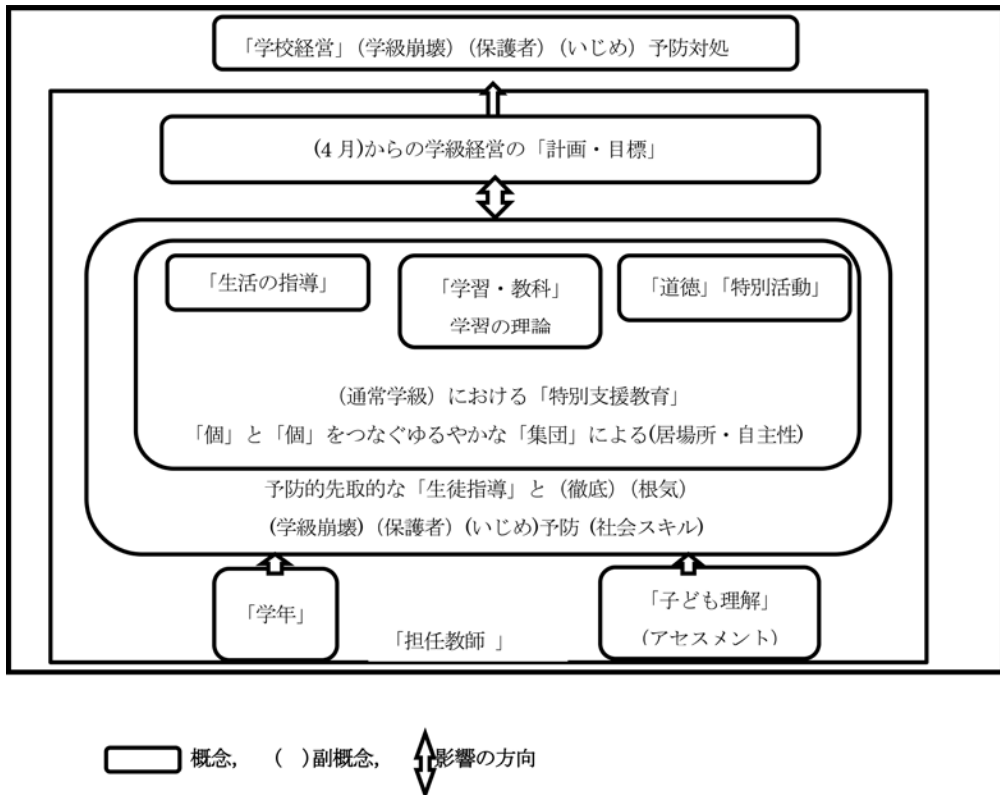 「学校経営」(学級崩壊)(保護者)(いじめ)予防対処
(4月)からの学級経営の「計画・目標」
「生活の指導」
「学習・教科」
学習の理論
「道徳」「特別活動」
(通常学級)における「特別支援教育」
「個」と「個」をつなぐゆるやかな「集団」による(居場所・自主性)
予防的先取的な「生徒指導」と(徹底)(根気)
(学級崩壊)(保護者)(いじめ)予防(社会スキル)
「学年」
「担任教師 」
「子ども理解」
(アセスメント)
概念, ( )副概念, 影響の方向